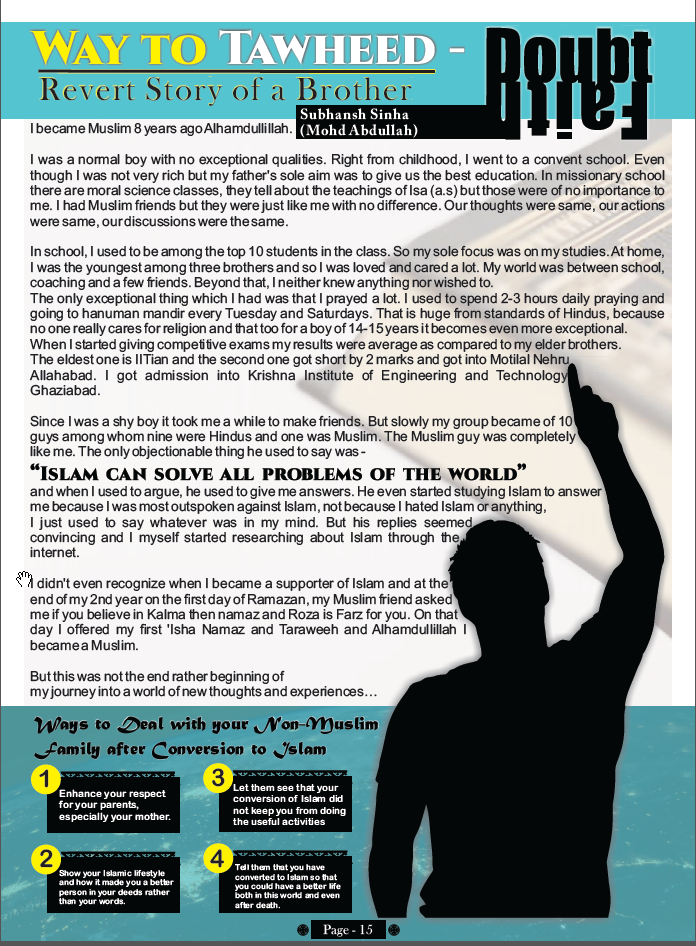 WAY TO TAWHEED -
Doubt
Faith
Revert Story of a Brother
Subhansh Sinha
(Mohd Abdullah)
I became Muslim 8 years ago Alhamdullillah.
I was a normal boy with no exceptional qualities. Right from childhood, I went to a convent school. Even
though I was not very rich but my father's sole aim was to give us the best education. In missionary school
there are moral science classes, they tell about the teachings of Isa (a.s) but those were of no importance to
me. I had Muslim friends but they were just like me with no difference. Our thoughts were same, our actions
were same, our discussions were the same.
In school, I used to be among the top 10 students in the class. So my sole focus was on my studies. At home,
I was the youngest among three brothers and so I was loved and cared a lot. My world was between school,
coaching and a few friends. Beyond that, I neither knew anything nor wished to.
The only exceptional thing which I had was that I prayed a lot. I used to spend 2-3 hours daily praying and
going to hanuman mandir every Tuesday and Saturdays. That is huge from standards of Hindus, because
no one really cares for religion and that too for a boy of 14-15 years it becomes even more exceptional.
When I started giving competitive exams my results were average as compared to my elder brothers.
The eldest one is IITian and the second one got short by 2 marks and got into Motilal Nehru,
Allahabad. I got admission into Krishna Institute of Engineering and Technology
Ghaziabad.
Since I was a shy boy it took me a while to make friends. But slowly my group became of 10
guys among whom nine were Hindus and one was Muslim. The Muslim guy was completely
like me. The only objectionable thing he used to say was -
“ISLAM CAN SOLVE ALL PROBLEMS OF THE WORLD”
and when I used to argue, he used to give me answers. He even started studying Islam to answer
me because I was most outspoken against Islam, not because I hated Islam or anything,
I just used to say whatever was in my mind. But his replies seemed
convincing and I myself started researching about Islam through the
internet.
I didn't even recognize when I became a supporter of Islam and at the
end of my 2nd year on the first day of Ramazan, my Muslim friend asked
me if you believe in Kalma then namaz and Roza is Farz for you. On that
day I offered my first 'Isha Namaz and Taraweeh and Alhamdullillah I
became a Muslim.
But this was not the end rather beginning of
my journey into a world of new thoughts and experiences…
Ways to Deal with your Non-Muslim
Family after Conversion to Islam
1
Enhance your respect
for your parents,
especially your mother.
2
Show your Islamic lifestyle
and how it made you a better
person in your deeds rather
than your words.
3
Let them see that your
conversion of Islam did
not keep you from doing
the useful activities
4
Tell them that you have
converted to Islam so that
you could have a better life
both in this world and even
after death.
Page - 15